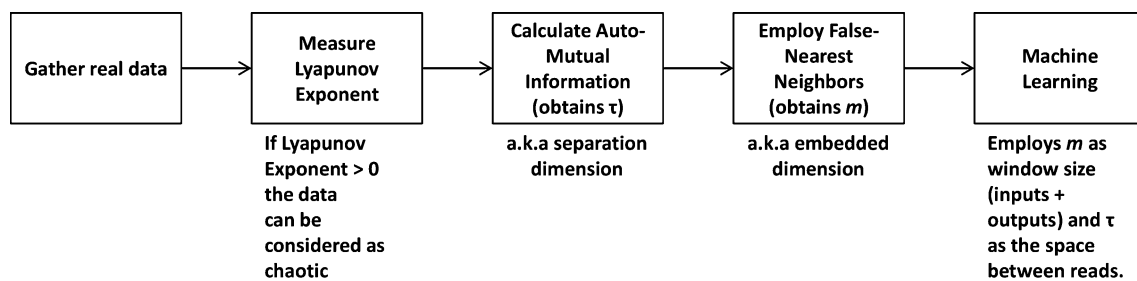 Gather real data
Measure
Lyapunov
Exponent
Calculate Auto-
Mutual
Information
(obtains τ)
Employ False-
Nearest
Neighbors
(obtains m)
Machine
Learning
If Lyapunov
Exponent > 0
the data
can be
considered as
chaotic
a.k.a separation
dimension
a.k.a embedded
dimension
Employs m as
window size
(inputs +
outputs) and τ
as the space
between reads.